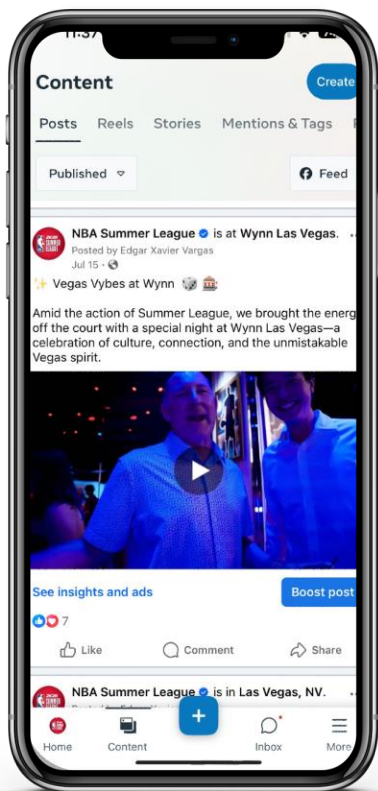 11:37
Content
Create
Posts Reels Stories Mentions & Tags
Published
Feed
NBA Summer League is at Wynn Las Vegas.
Posted by Edgar Xavier Vargas
Jul 15
Vegas Vybes at Wynn
Amid the action of Summer League, we brought the energ
off the court with a special night at Wynn Las Vegas—a
celebration of culture, connection, and the unmistakable
Vegas spirit.
See insights and ads
Boost post
7
Like Comment Share
NBA Summer League is in Las Vegas, NV.
Home Content Inbox More